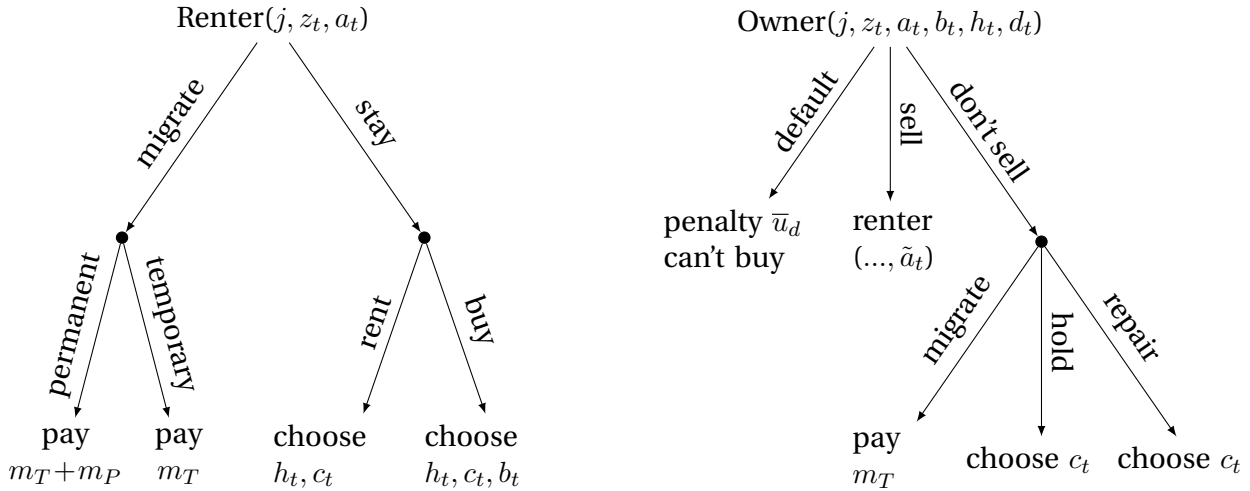 Renter(j, z_t, a_t)
migrate
stay
permanent
temporary
rent
buy
pay
m_T + m_P
pay
m_T
choose
h_t, c_t
choose
h_t, c_t, b_t
Owner(j, z_t, a_t, b_t, h_t, d_t)
default
sell
don't sell
penalty u̅_d
can't buy
renter
(..., ã_t)
migrate
hold
repair
pay
m_T
choose c_t
choose c_t